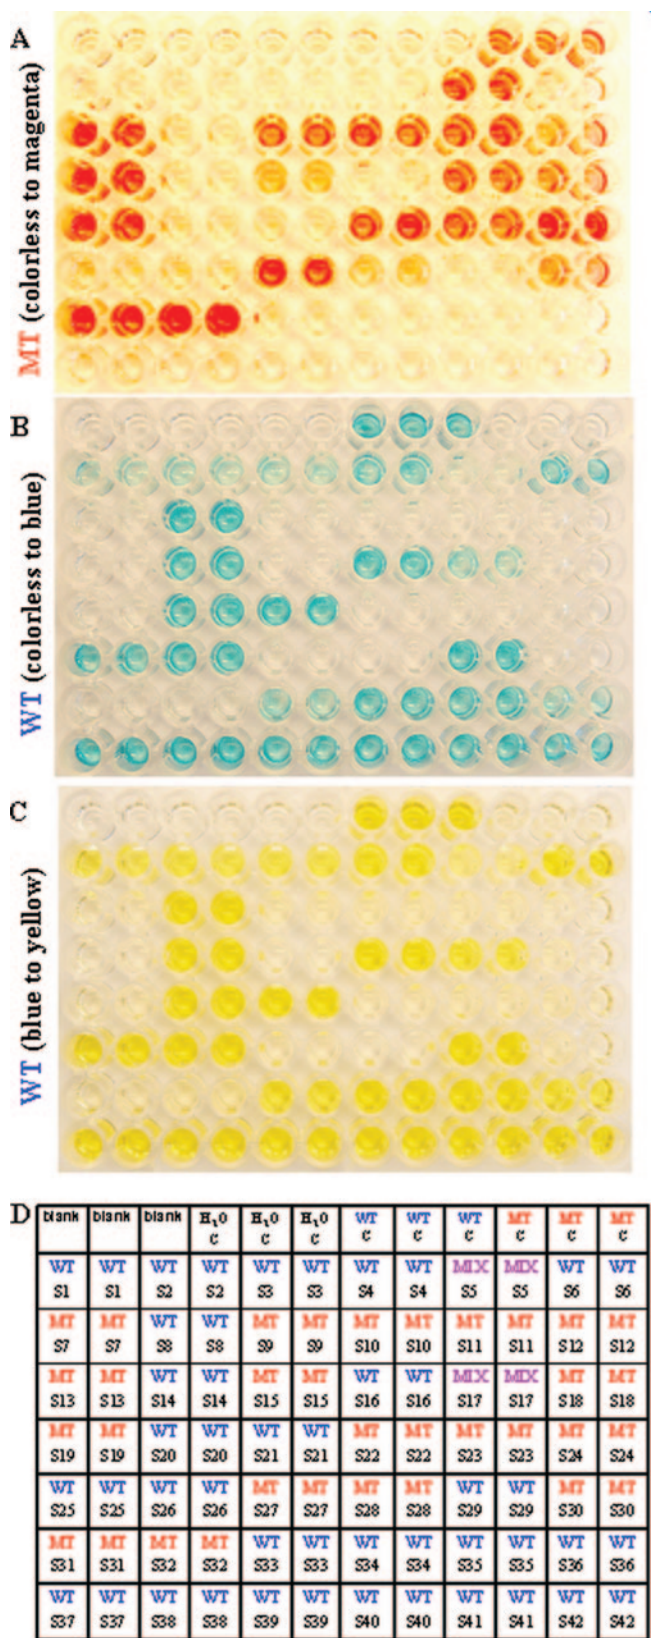 A
MT (colorless to magenta)
B
WT (colorless to blue)
C
WT (blue to yellow)
D
blank blank blank H₂O H₂O H₂O WT WT WT MT MT MT
C C C C C C C C C
WT WT WT WT WT WT WT WT MIX MIX WT WT
S1 S1 S2 S2 S3 S3 S4 S4 S5 S5 S6 S6
MT MT WT WT MT MT MT MT MT MT MT MT
S7 S7 S8 S8 S9 S9 S10 S10 S11 S11 S12 S12
MT MT WT WT MT MT WT WT MIX MIX MT MT
S13 S13 S14 S14 S15 S15 S16 S16 S17 S17 S18 S18
MT MT WT WT WT WT MT MT MT MT MT MT
S19 S19 S20 S20 S21 S21 S22 S22 S23 S23 S24 S24
WT WT WT WT MT MT MT MT WT WT MT MT
S25 S25 S26 S26 S27 S27 S28 S28 S29 S29 S30 S30
MT MT MT MT WT WT WT WT WT WT WT WT
S31 S31 S32 S32 S33 S33 S34 S34 S35 S35 S36 S36
WT WT WT WT WT WT WT WT WT WT WT WT
S37 S37 S38 S38 S39 S39 S40 S40 S41 S41 S42 S42